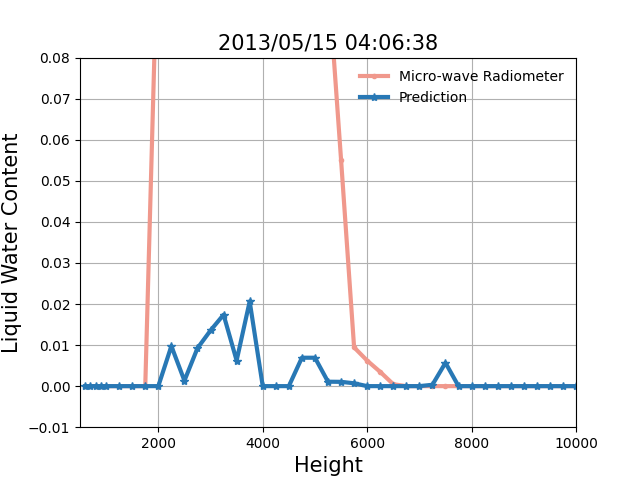 2013/05/15 04:06:38
Micro-wave Radiometer
Prediction
Liquid Water Content
0.08
0.07
0.06
0.05
0.04
0.03
0.02
0.01
0.00
−0.01
2000 4000 6000 8000 10000
Height